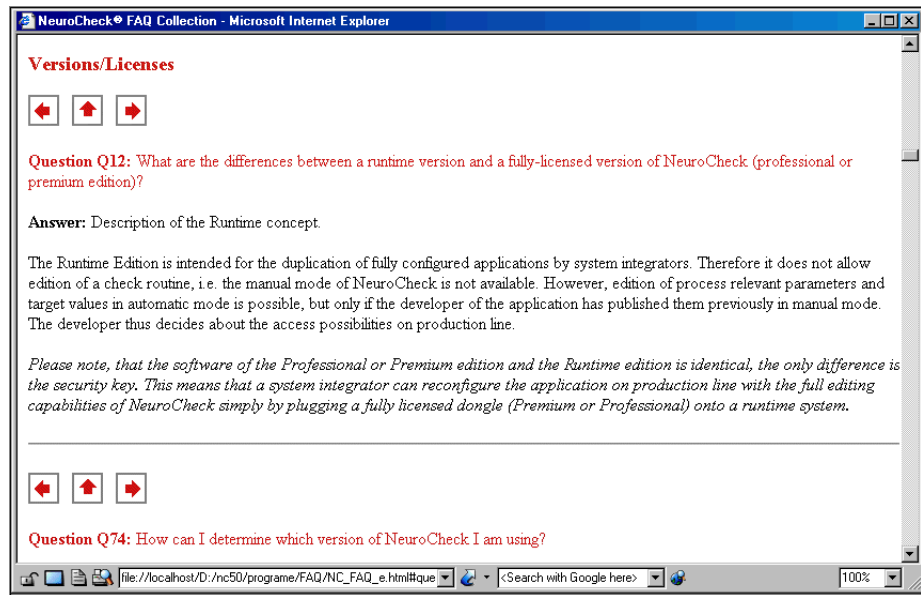 NeuroCheck® FAQ Collection - Microsoft Internet Explorer
Versions/Licenses
Question Q12: What are the differences between a runtime version and a fully-licensed version of NeuroCheck (professional or
premium edition)?
Answer: Description of the Runtime concept.
The Runtime Edition is intended for the duplication of fully configured applications by system integrators. Therefore it does not allow
edition of a check routine, i.e. the manual mode of NeuroCheck is not available. However, edition of process relevant parameters and
target values in automatic mode is possible, but only if the developer of the application has published them previously in manual mode.
The developer thus decides about the access possibilities on production line.
Please note, that the software of the Professional or Premium edition and the Runtime edition is identical, the only difference is
the security key. This means that a system integrator can reconfigure the application on production line with the full editing
capabilities of NeuroCheck simply by plugging a fully licensed dongle (Premium or Professional) onto a runtime system.
Question Q74: How can I determine which version of NeuroCheck I am using?
file://localhost/D:/nc50/programe/FAQ/NC_FAQ_e.html#que <Search with Google here> 100%